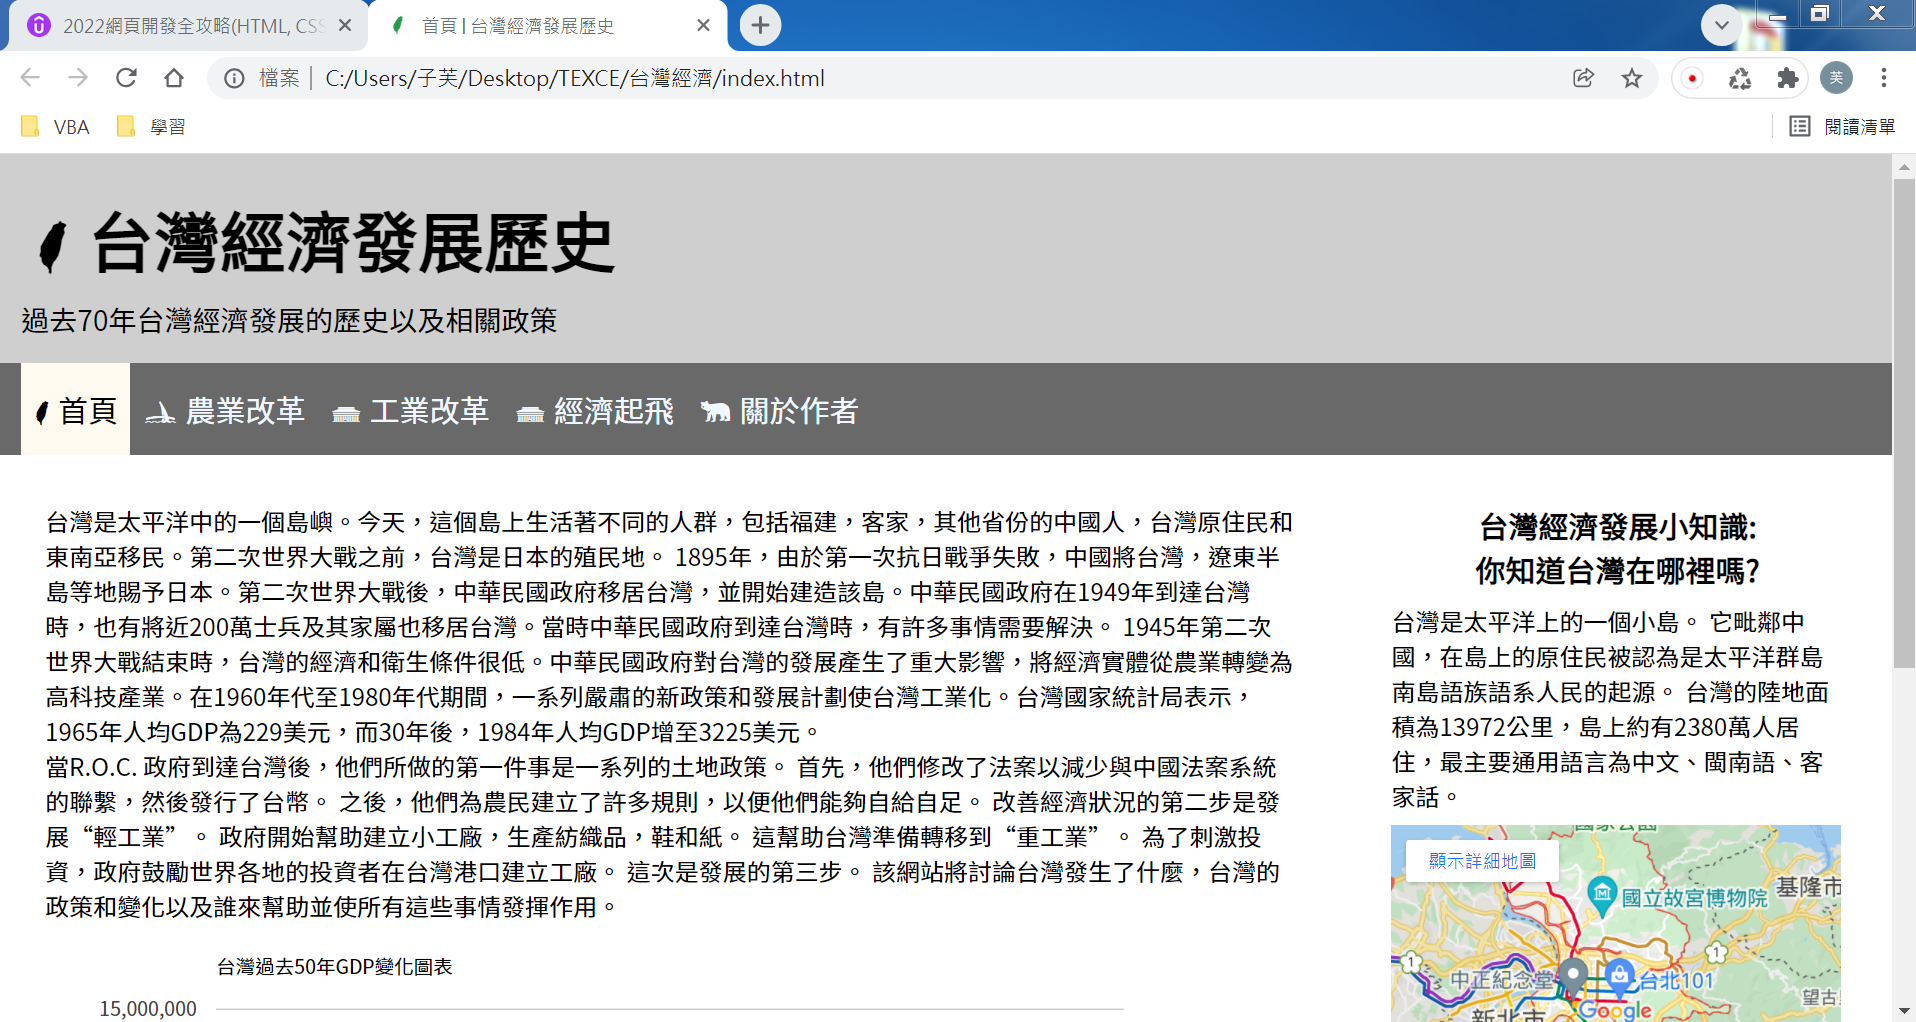 2022網頁開發全攻略(HTML, CSS
首頁 | 台灣經濟發展歷史
檔案 | C:/Users/子芙/Desktop/TEXCE/台灣經濟/index.html
芙
VBA
學習
閱讀清單
台灣經濟發展歷史
過去70年台灣經濟發展的歷史以及相關政策
首頁 農業改革 工業改革 經濟起飛 關於作者
台灣是太平洋中的一個島嶼。今天，這個島上生活著不同的人群，包括福建，客家，其他省份的中國人，台灣原住民和
東南亞移民。第二次世界大戰之前，台灣是日本的殖民地。 1895年，由於第一次抗日戰爭失敗，中國將台灣，遼東半
島等地賜予日本。第二次世界大戰後，中華民國政府移居台灣，並開始建造該島。中華民國政府在1949年到達台灣
時，也有將近200萬士兵及其家屬也移居台灣。當時中華民國政府到達台灣時，有許多事情需要解決。 1945年第二次
世界大戰結束時，台灣的經濟和衛生條件很低。中華民國政府對台灣的發展產生了重大影響，將經濟實體從農業轉變為
高科技產業。在1960年代至1980年代期間，一系列嚴肅的新政策和發展計劃使台灣工業化。台灣國家統計局表示，
1965年人均GDP為229美元，而30年後，1984年人均GDP增至3225美元。
當R.O.C. 政府到達台灣後，他們所做的第一件事是一系列的土地政策。 首先，他們修改了法案以減少與中國法案系統
的聯繫，然後發行了台幣。 之後，他們為農民建立了許多規則，以便他們能夠自給自足。 改善經濟狀況的第二步是發
展“輕工業”。 政府開始幫助建立小工廠，生產紡織品，鞋和紙。 這幫助台灣準備轉移到“重工業”。 為了刺激投
資，政府鼓勵世界各地的投資者在台灣港口建立工廠。 這次是發展的第三步。 該網站將討論台灣發生了什麼，台灣的
政策和變化以及誰來幫助並使所有這些事情發揮作用。
台灣過去50年GDP變化圖表
15,000,000
台灣經濟發展小知識:
你知道台灣在哪裡嗎?
台灣是太平洋上的一個小島。 它毗鄰中
國，在島上的原住民被認為是太平洋群島
南島語族語系人民的起源。 台灣的陸地面
積為13972公里，島上約有2380萬人居
住，最主要通用語言為中文、閩南語、客
家話。
國家公園
顯示詳細地圖
基隆市
國立故宮博物院
1
1
中正紀念堂
台北101
望古
Google
新北市